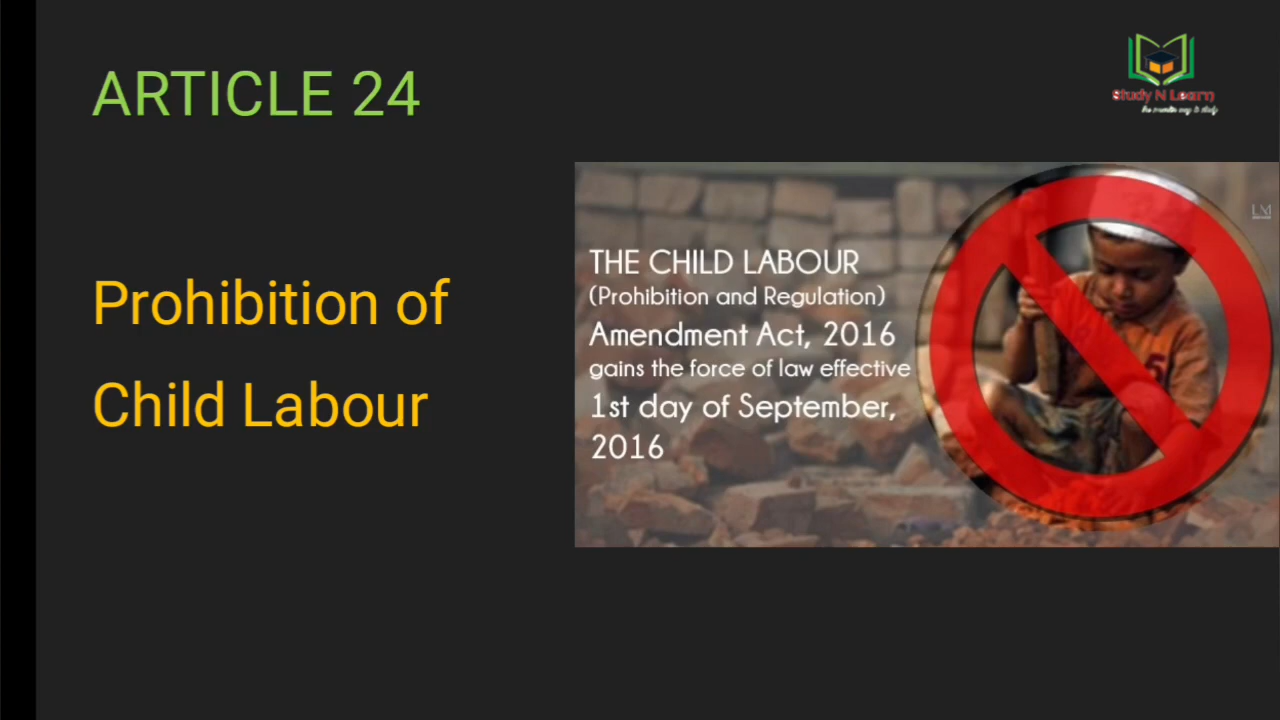 ARTICLE 24
Study N Learn
Prohibition of
Child Labour
THE CHILD LABOUR
(Prohibition and Regulation)
Amendment Act, 2016
gains the force of law effective
1st day of September,
2016